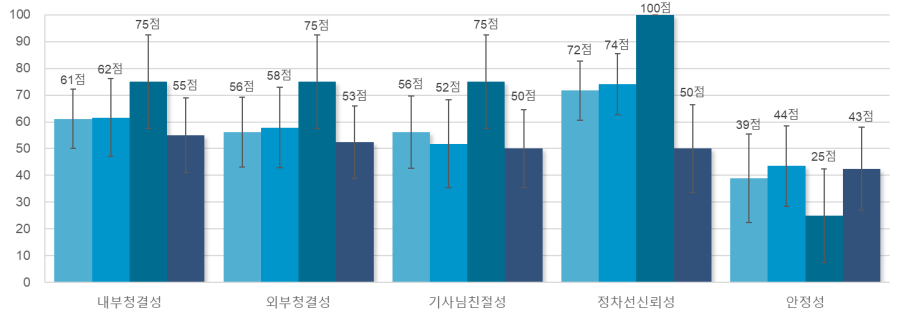 100
90
80
70
60
50
40
30
20
10
0
61점
62점
75점
55점
56점
58점
75점
53점
56점
52점
75점
50점
72점
74점
100점
50점
39점
44점
25점
43점
내부청결성
외부청결성
기사님친절성
정차선신뢰성
안정성